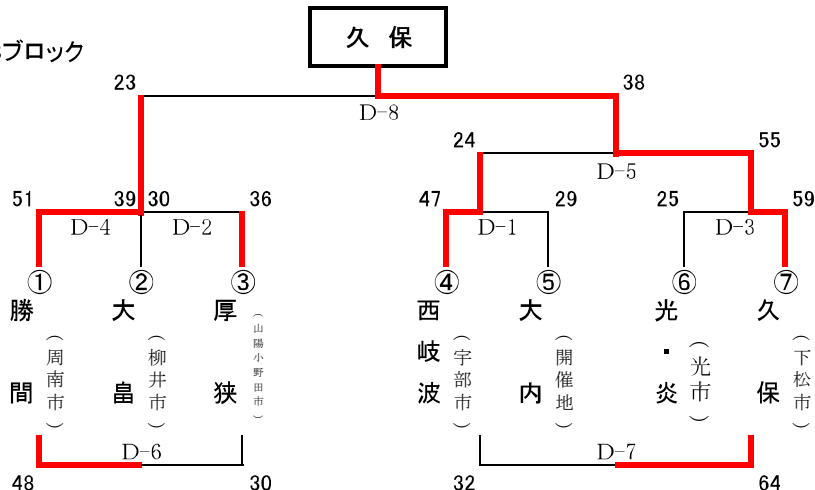 久 保
ブロック
23
38
D-8
24
55
D-5
51
39
30
36
47
29
25
59
D-4
D-2
D-1
D-3
①
②
③
④
⑤
⑥
⑦
勝間
(周南市)
大畠
(柳井市)
厚狭
(山陽小野田市)
西岐波
(宇部市)
大内
(開催地)
光・炎
(光市)
久保
(下松市)
D-6
D-7
48
30
32
64